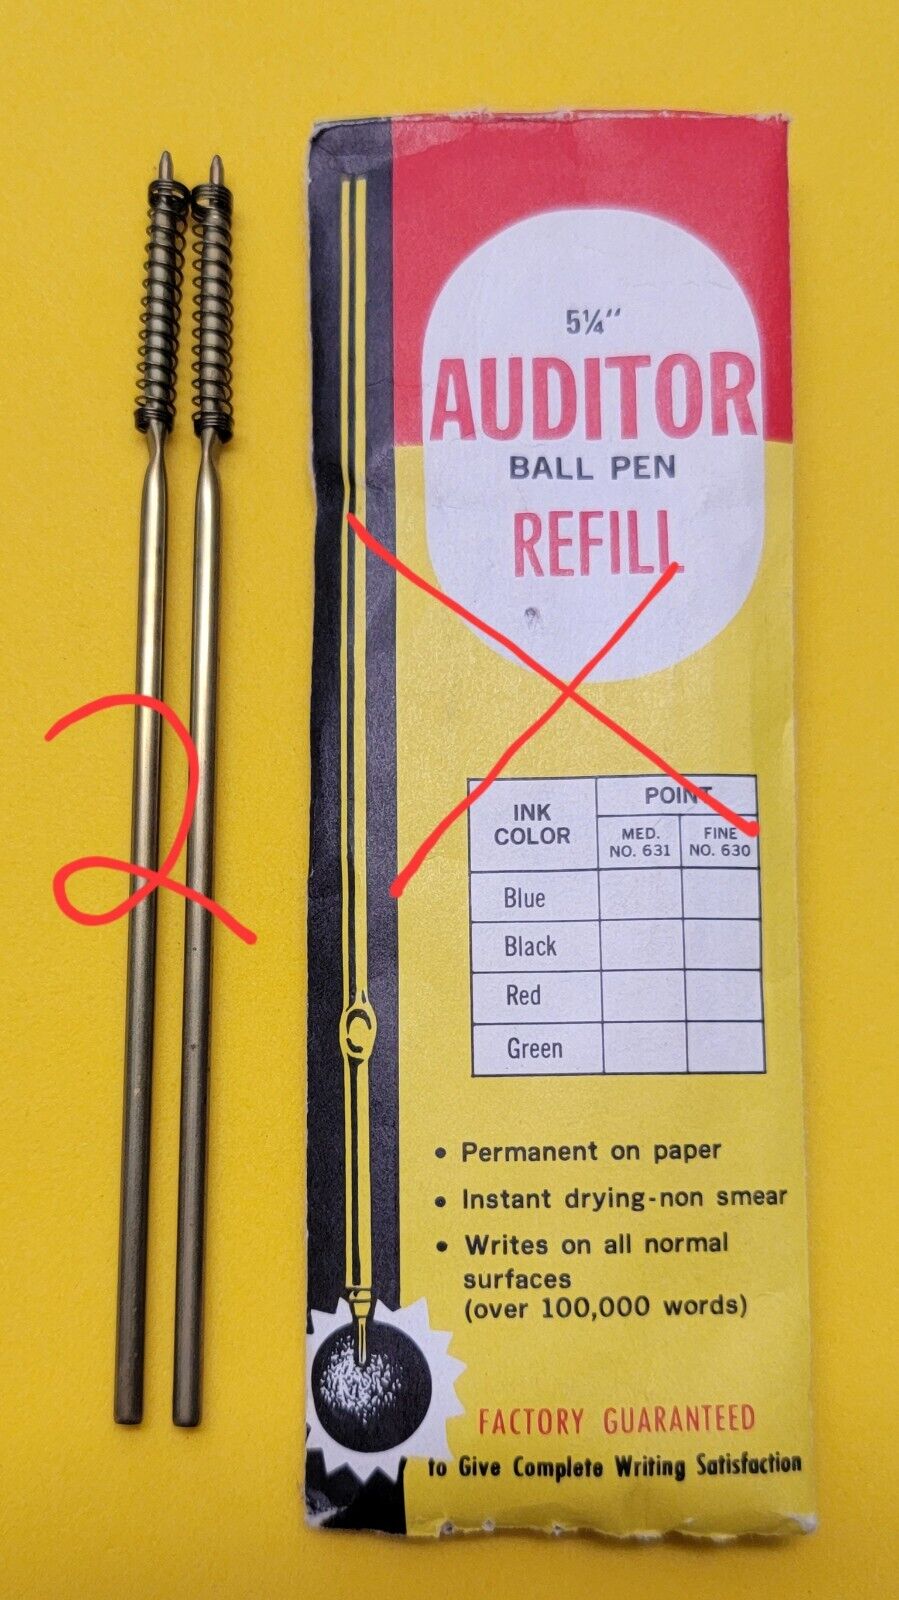 5¼"
AUDITOR
BALL PEN
REFILL
2
INK COLOR
POINT
MED. NO. 631
FINE NO. 630
Blue
Black
Red
Green
• Permanent on paper
• Instant drying-non smear
• Writes on all normal
surfaces
(over 100,000 words)
FACTORY GUARANTEED
to Give Complete Writing Satisfaction